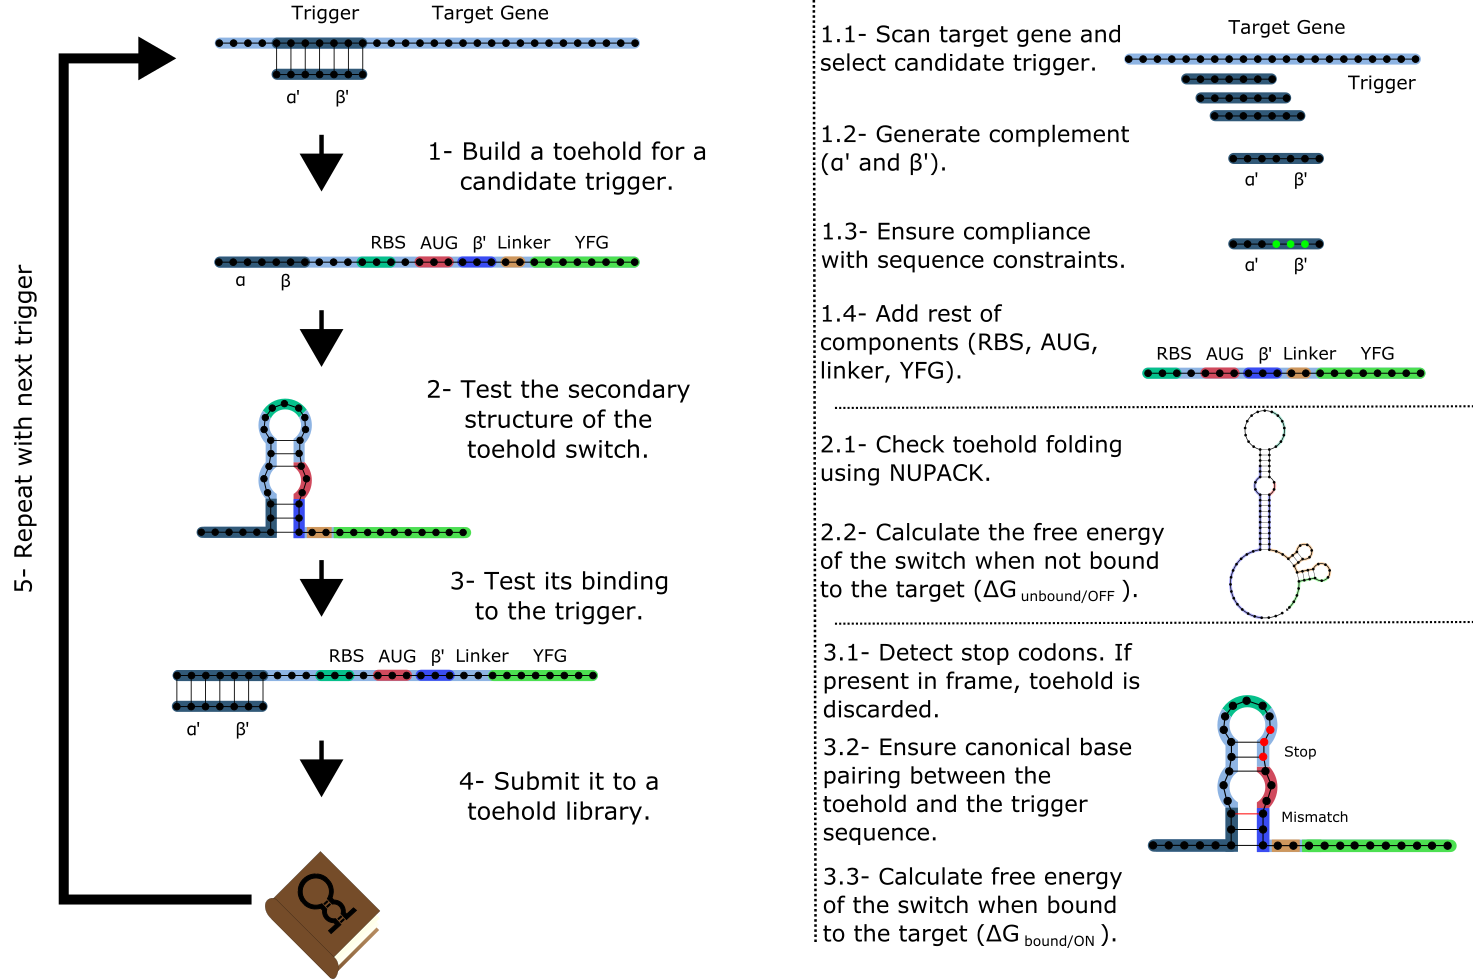 Trigger
Target Gene
α'
β'
1- Build a toehold for a
candidate trigger.
RBS
AUG
β'
Linker
YFG
α
β
2- Test the secondary
structure of the
toehold switch.
3- Test its binding
to the trigger.
RBS
AUG
β'
Linker
YFG
α'
β'
4- Submit it to a
toehold library.
5- Repeat with next trigger
1.1- Scan target gene and
select candidate trigger.
Target Gene
Trigger
1.2- Generate complement
(α' and β').
α'
β'
1.3- Ensure compliance
with sequence constraints.
α'
β'
1.4- Add rest of
components (RBS, AUG,
linker, YFG).
RBS
AUG
β'
Linker
YFG
2.1- Check toehold folding
using NUPACK.
2.2- Calculate the free energy
of the switch when not bound
to the target (ΔG unbound/OFF ).
3.1- Detect stop codons. If
present in frame, toehold is
discarded.
3.2- Ensure canonical base
pairing between the
toehold and the trigger
sequence.
Stop
Mismatch
3.3- Calculate free energy
of the switch when bound
to the target (ΔG bound/ON ).